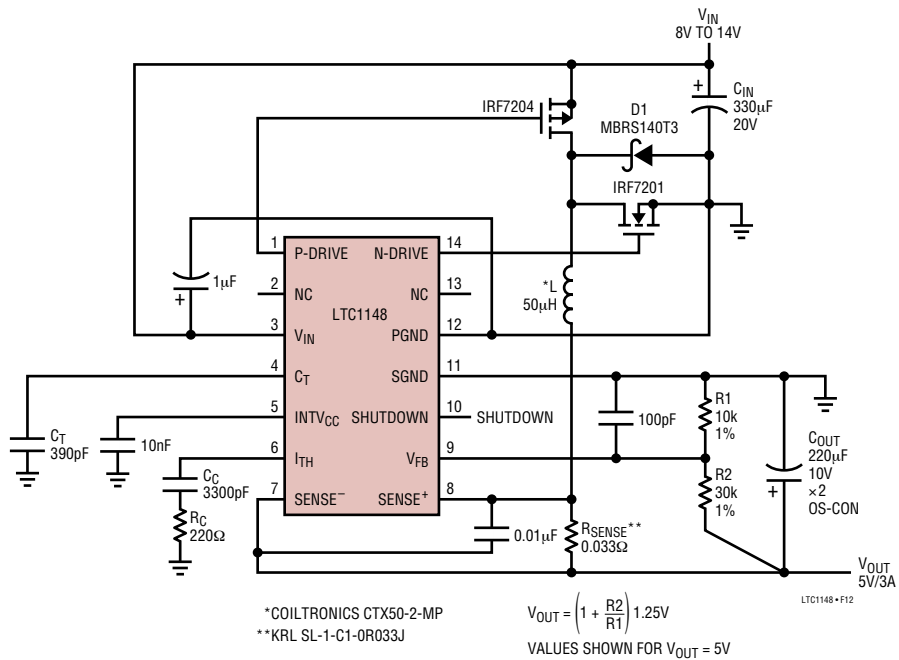 V_IN
8V TO 14V
IRF7204
D1
MBRS140T3
C_IN
330µF
20V
+
IRF7201
1 P-DRIVE N-DRIVE 14
1µF
+
2 NC NC 13
LTC1148
*L
50µH
3 V_IN PGND 12
4 C_T SGND 11
5 INTV_CC SHUTDOWN 10 SHUTDOWN
6 I_TH V_FB 9
7 SENSE⁻ SENSE⁺ 8
C_T
390pF
10nF
C_C
3300pF
R_C
220Ω
0.01µF
R_SENSE**
0.033Ω
100pF
R1
10k
1%
R2
30k
1%
C_OUT
220µF
10V
×2
OS-CON
+
V_OUT
5V/3A
LTC1148 • F12
*COILTRONICS CTX50-2-MP
**KRL SL-1-C1-0R033J
V_OUT = (1 + R2/R1) 1.25V
VALUES SHOWN FOR V_OUT = 5V